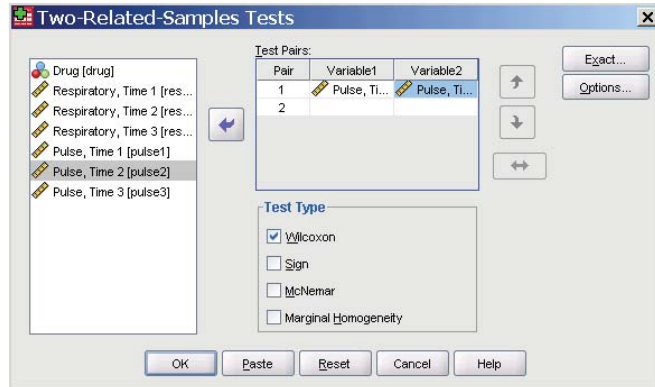 Two-Related-Samples Tests
Drug [drug]
Respiratory, Time 1 [res...
Respiratory, Time 2 [res...
Respiratory, Time 3 [res...
Pulse, Time 1 [pulse1]
Pulse, Time 2 [pulse2]
Pulse, Time 3 [pulse3]
Test Pairs:
Pair Variable1 Variable2
1 Pulse, Ti... Pulse, Ti...
2
Exact...
Options...
Test Type
Wilcoxon
Sign
McNemar
Marginal Homogeneity
OK Paste Reset Cancel Help